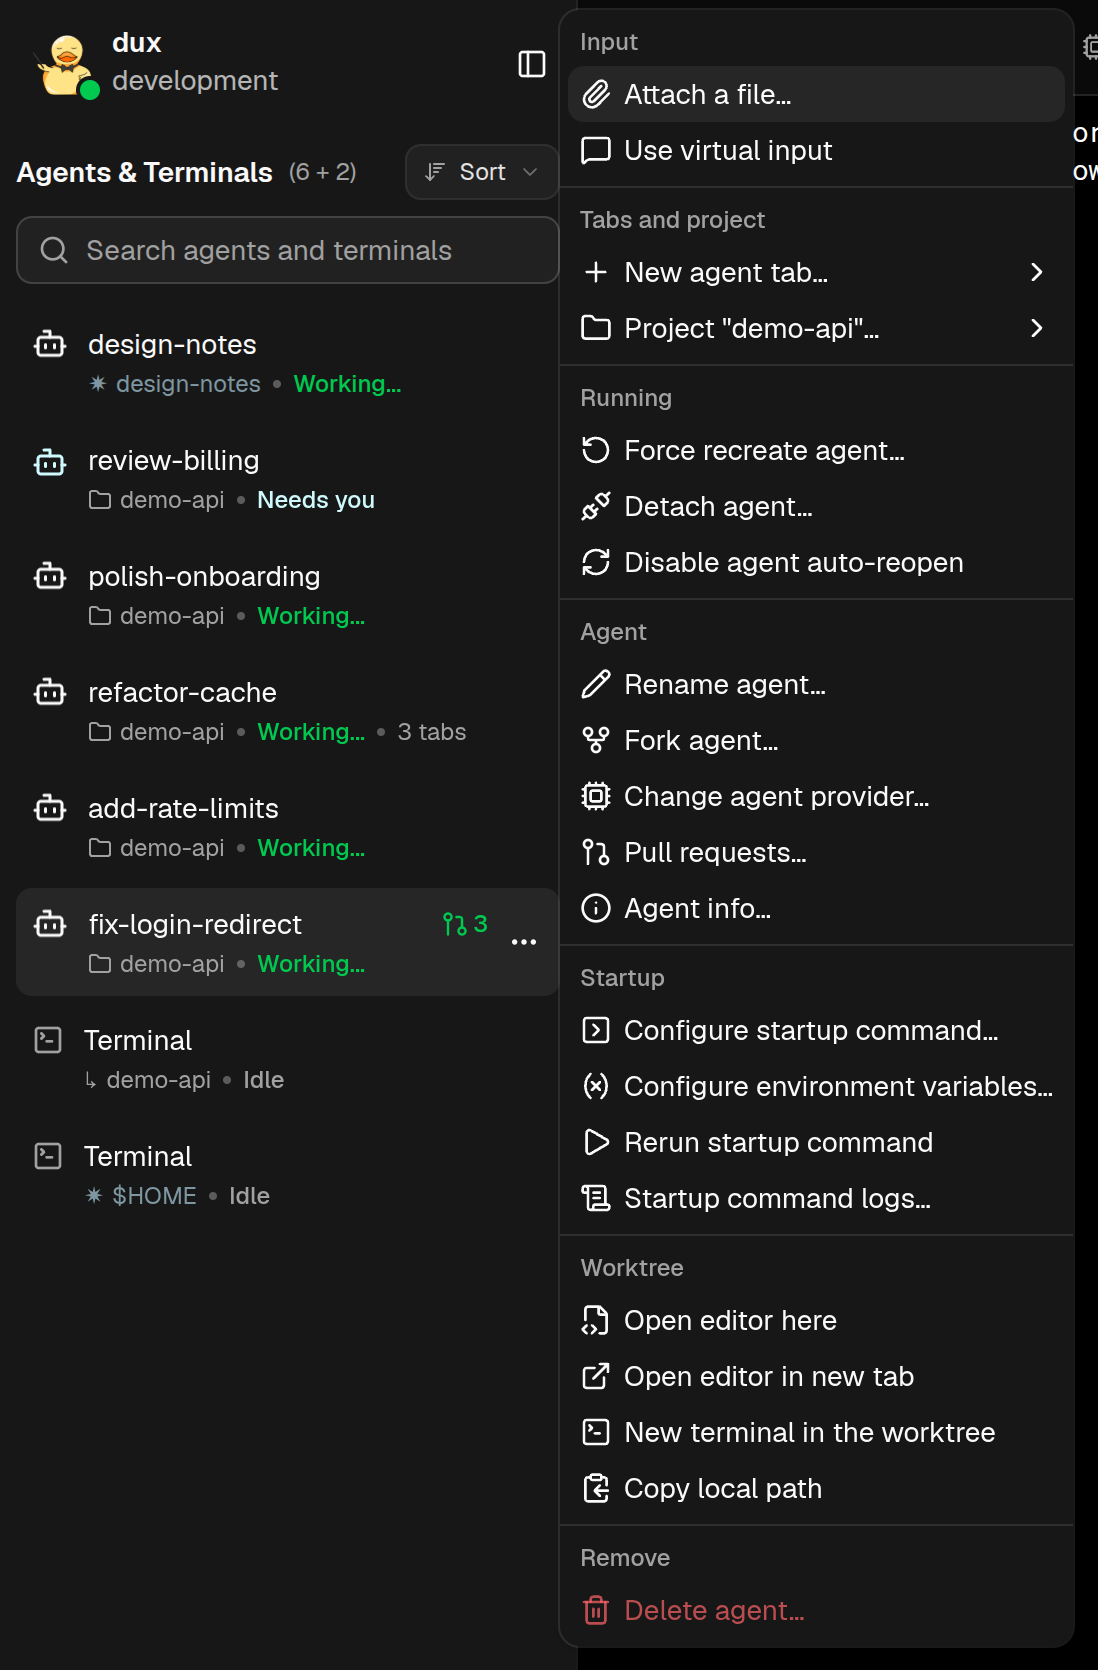 dux
development
Agents & Terminals (6 + 2)
Sort
Search agents and terminals
design-notes
design-notes • Working...
review-billing
demo-api • Needs you
polish-onboarding
demo-api • Working...
refactor-cache
demo-api • Working... • 3 tabs
add-rate-limits
demo-api • Working...
fix-login-redirect 3
demo-api • Working...
Terminal
↳ demo-api • Idle
Terminal
$HOME • Idle
Input
Attach a file...
Use virtual input
Tabs and project
New agent tab...
Project "demo-api"...
Running
Force recreate agent...
Detach agent...
Disable agent auto-reopen
Agent
Rename agent...
Fork agent...
Change agent provider...
Pull requests...
Agent info...
Startup
Configure startup command...
Configure environment variables...
Rerun startup command
Startup command logs...
Worktree
Open editor here
Open editor in new tab
New terminal in the worktree
Copy local path
Remove
Delete agent...